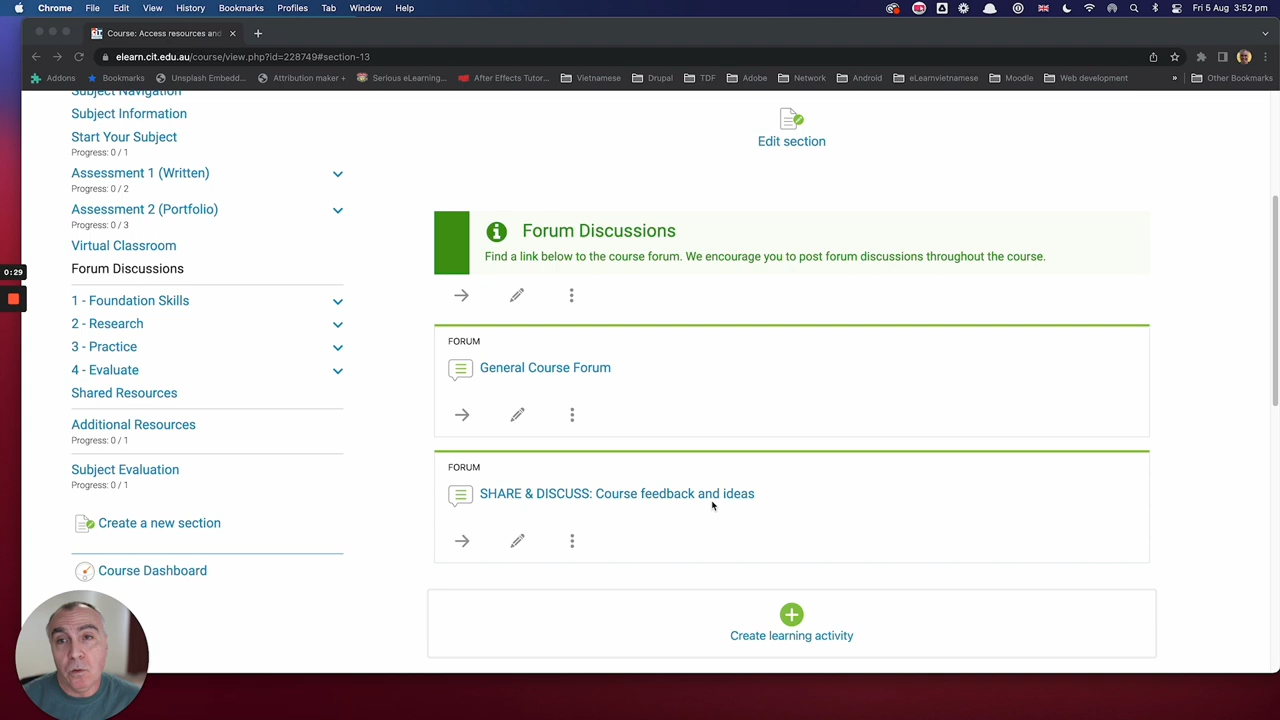 Chrome File Edit View History Bookmarks Profiles Tab Window Help Fri 5 Aug 3:52 pm
Course: Access resources and
elearn.cit.edu.au/course/view.php?id=228749#section-13
Addons Bookmarks Unsplash Embedd... Attribution maker + Serious eLearning... After Effects Tutor... Vietnamese Drupal TDF Adobe Network Android eLearnvietnamese Moodle Web development » Other Bookmarks
Subject Navigation
Subject Information
Start Your Subject
Progress: 0 / 1
Assessment 1 (Written)
Progress: 0 / 2
Assessment 2 (Portfolio)
Progress: 0 / 3
Virtual Classroom
Forum Discussions
1 - Foundation Skills
2 - Research
3 - Practice
4 - Evaluate
Shared Resources
Additional Resources
Progress: 0 / 1
Subject Evaluation
Progress: 0 / 1
Create a new section
Course Dashboard
0:29
Edit section
Forum Discussions
Find a link below to the course forum. We encourage you to post forum discussions throughout the course.
FORUM
General Course Forum
FORUM
SHARE & DISCUSS: Course feedback and ideas
Create learning activity